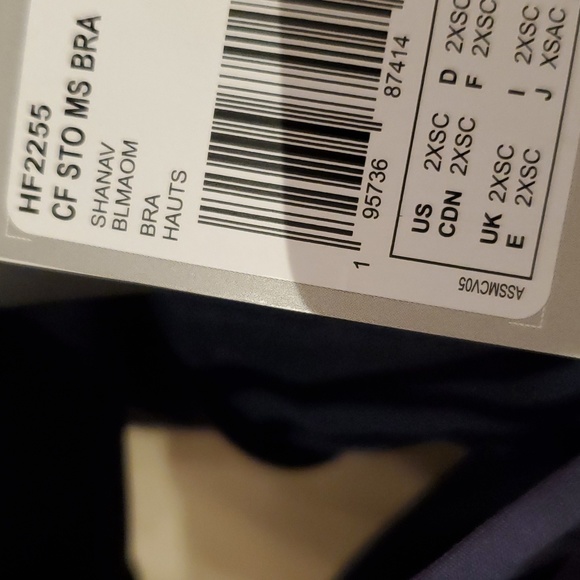 HF2255
CF STO MS BRA
SHANAV
BLMAOM
BRA
HAUTS
1 95736 87414
US 2XSC D 2XSC
CDN 2XSC F 2XSC
UK 2XSC I 2XSC
E 2XSC J XSAC
ASSMCV05